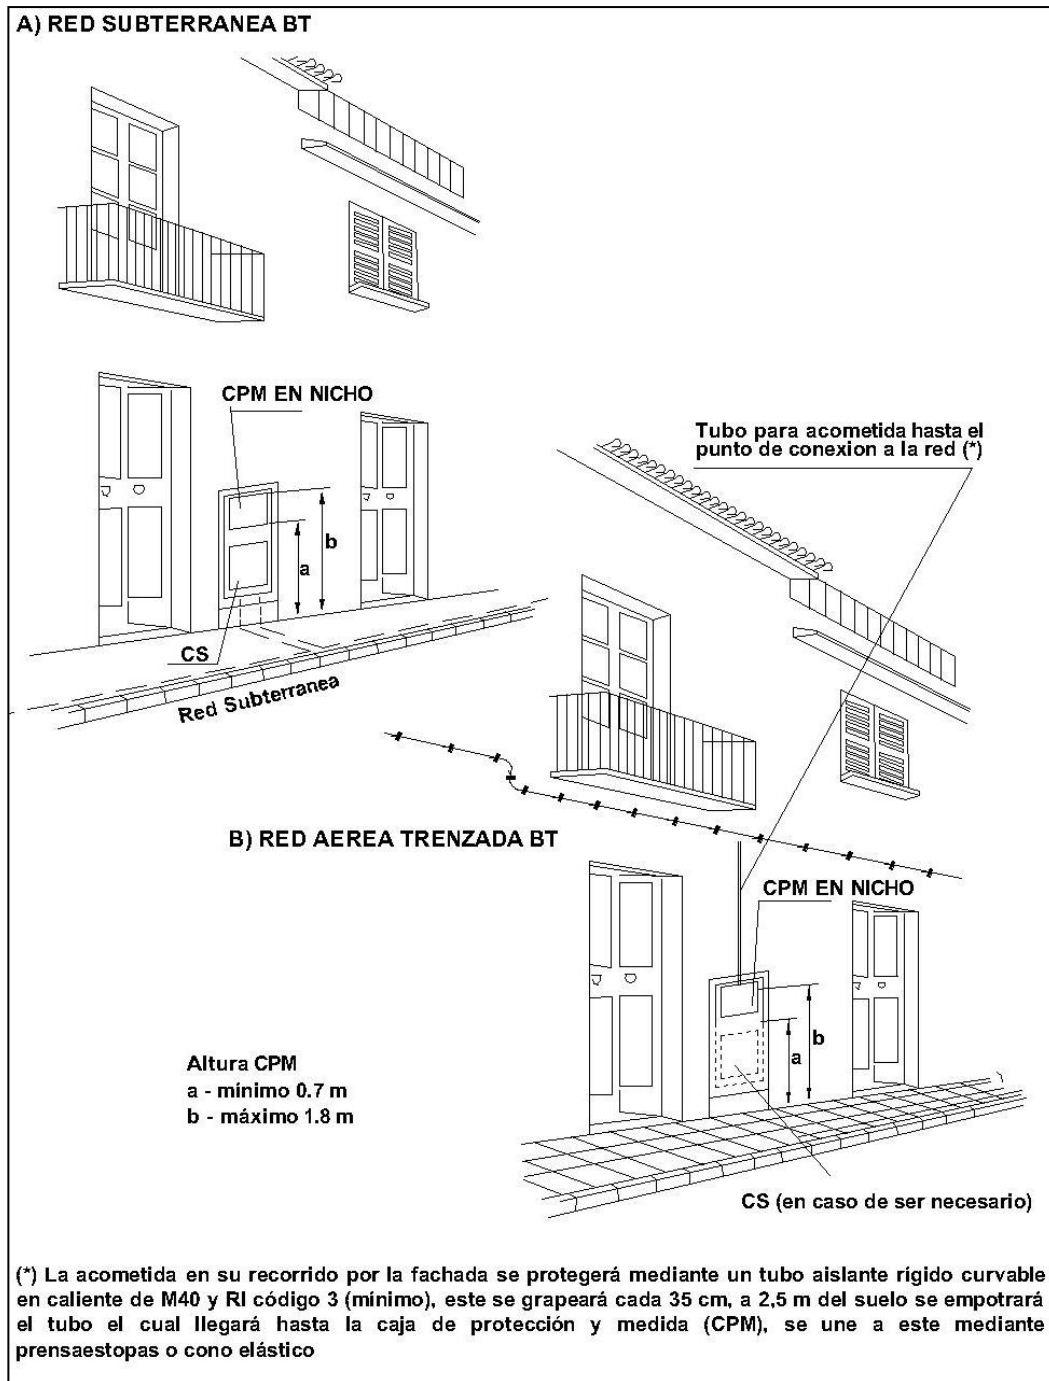 A) RED SUBTERRANEA BT
CPM EN NICHO
b
a
CS
Red Subterranea
Tubo para acometida hasta el
punto de conexion a la red (*)
B) RED AEREA TRENZADA BT
CPM EN NICHO
b
a
Altura CPM
a - mínimo 0.7 m
b - máximo 1.8 m
CS (en caso de ser necesario)
(*) La acometida en su recorrido por la fachada se protegerá mediante un tubo aislante rígido curvable
en caliente de M40 y RI código 3 (mínimo), este se grapeará cada 35 cm, a 2,5 m del suelo se empotrará
el tubo el cual llegará hasta la caja de protección y medida (CPM), se une a este mediante
prensaestopas o cono elástico